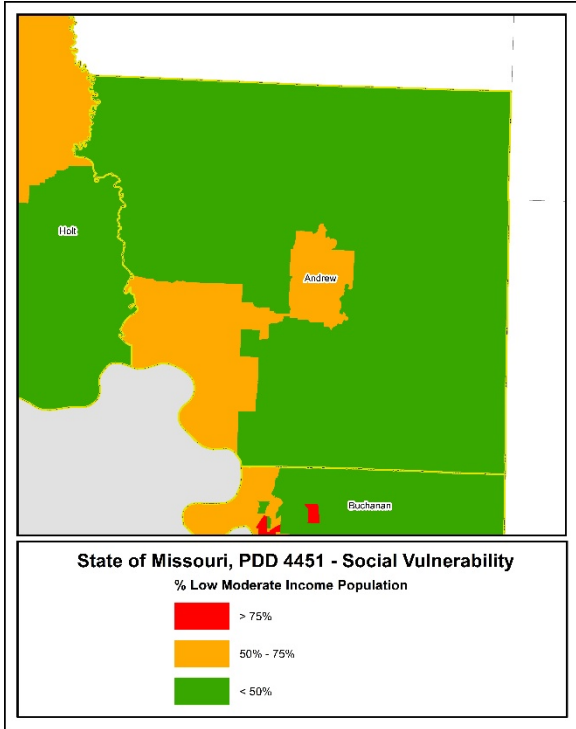 Holt
Andrew
Buchanan
State of Missouri, PDD 4451 - Social Vulnerability
% Low Moderate Income Population
> 75%
50% - 75%
< 50%